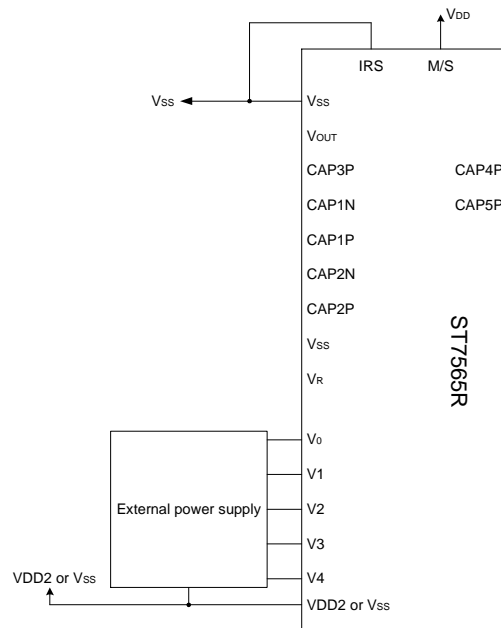 VDD
IRS M/S
VSS VSS
VOUT
CAP3P CAP4P
CAP1N CAP5P
CAP1P
CAP2N
CAP2P
VSS
VR
ST7565R
V0
V1
External power supply V2
V3
VDD2 or VSS V4
VDD2 or VSS